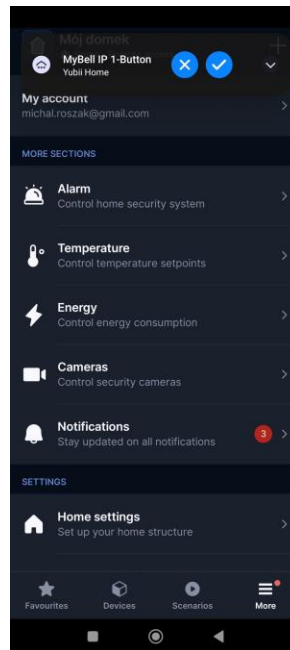 Mój domek
MyBell IP 1-Button
Yubii Home
My account
michal.roszak@gmail.com
MORE SECTIONS
Alarm
Control home security system
Temperature
Control temperature setpoints
Energy
Control energy consumption
Cameras
Control security cameras
Notifications
Stay updated on all notifications
3
SETTINGS
Home settings
Set up your home structure
Favourites Devices Scenarios More